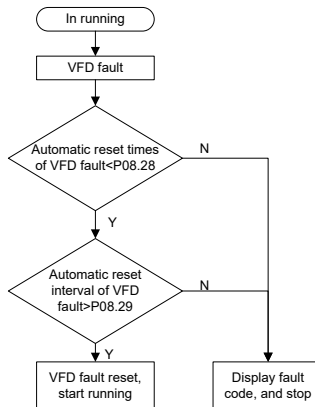 In running
VFD fault
Automatic reset times
of VFD fault<P08.28
N
Y
Automatic reset
interval of VFD
fault>P08.29
N
Y
VFD fault reset,
start running
Display fault
code, and stop